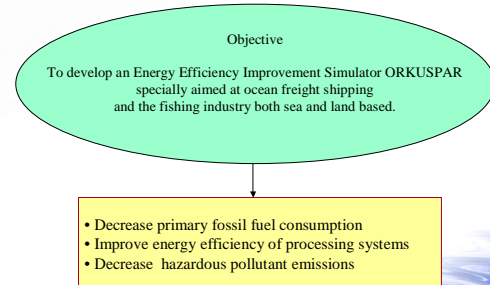 Objective
To develop an Energy Efficiency Improvement Simulator ORKUSPAR
specially aimed at ocean freight shipping
and the fishing industry both sea and land based.
• Decrease primary fossil fuel consumption
• Improve energy efficiency of processing systems
• Decrease hazardous pollutant emissions